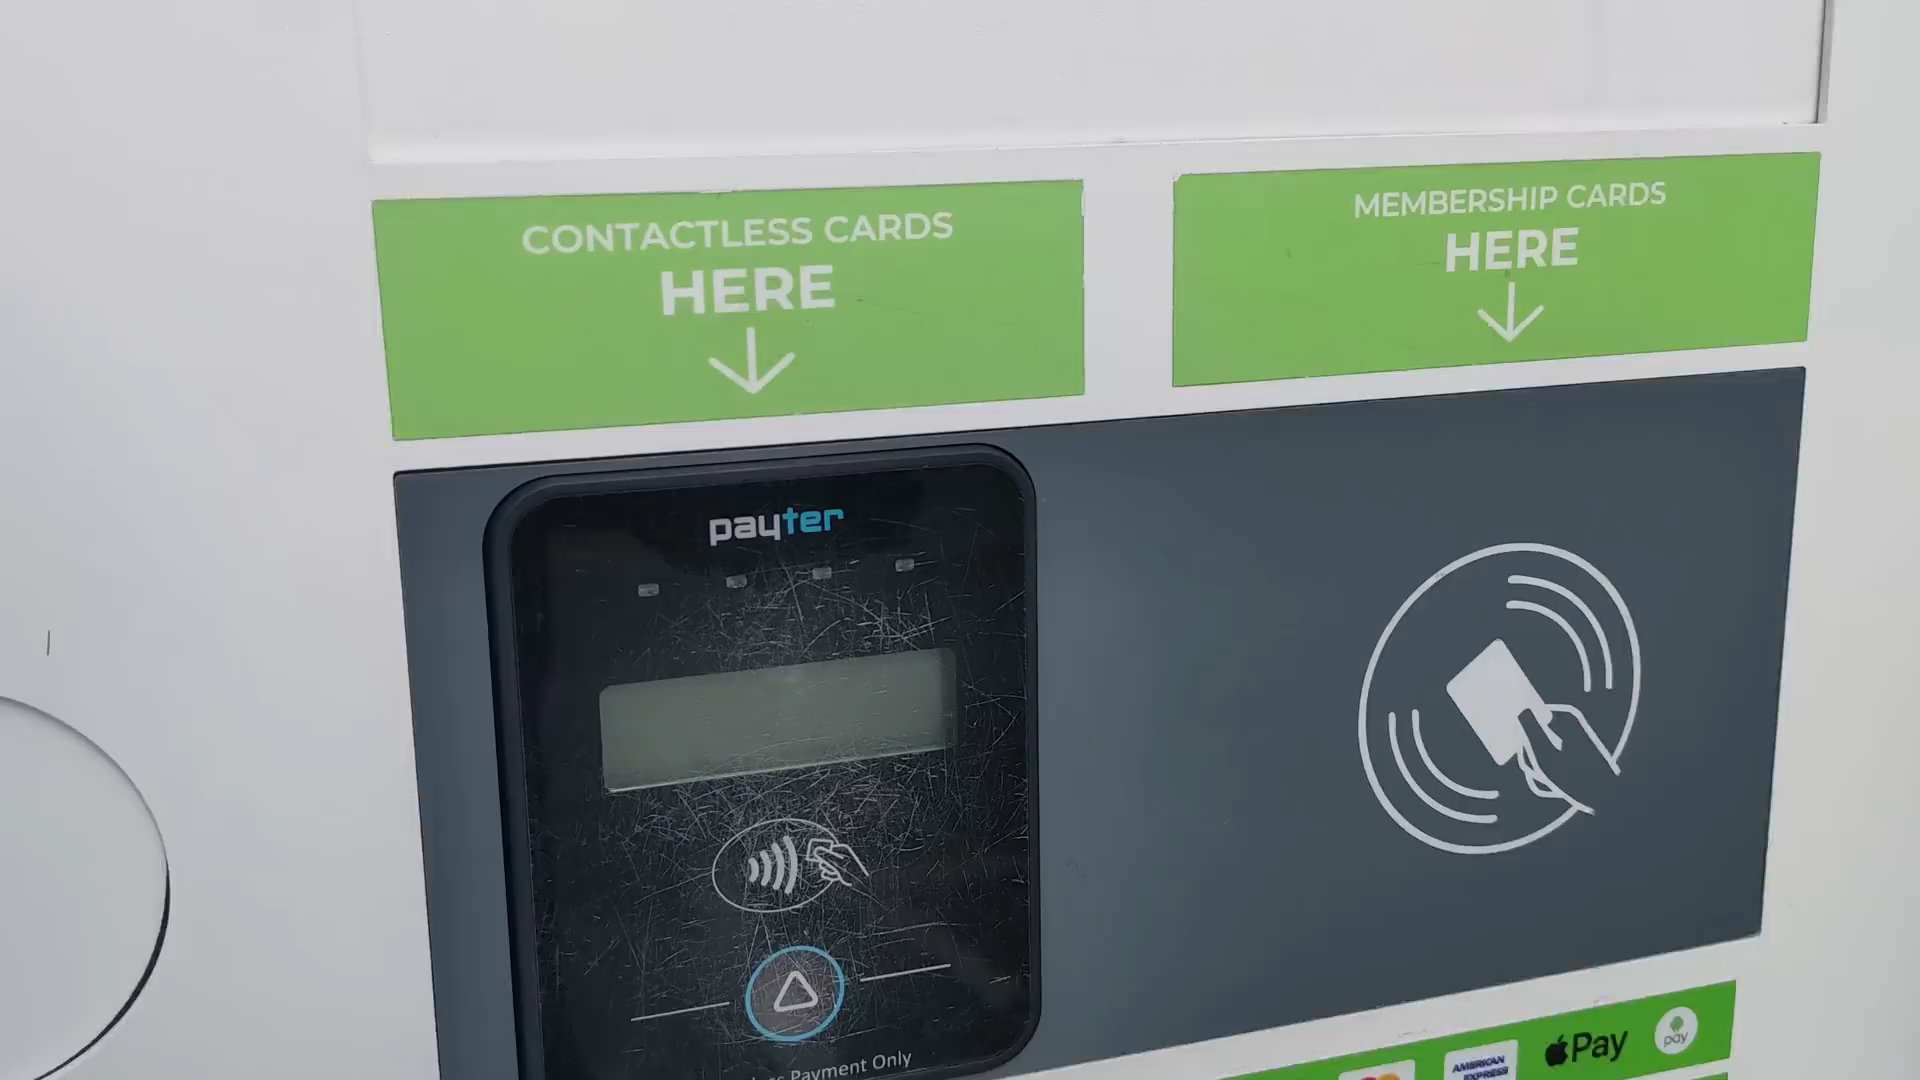 CONTACTLESS CARDS
HERE
MEMBERSHIP CARDS
HERE
payter
Payment Only
AMERICAN
EXPRESS
Pay
pay